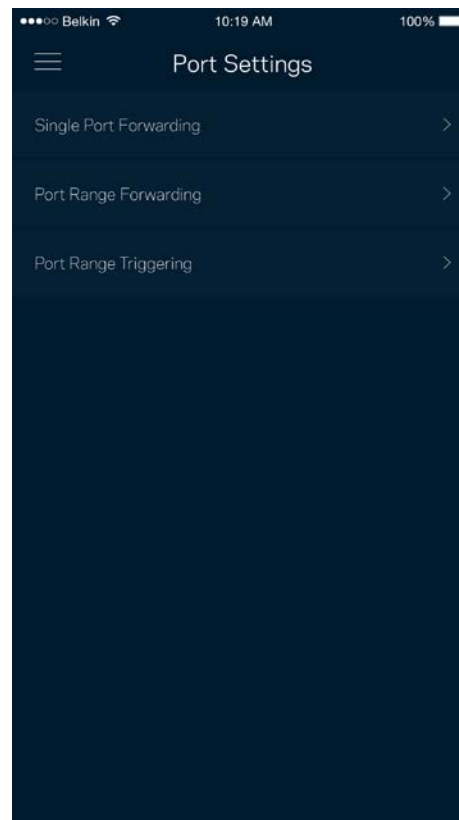 Belkin 10:19 AM 100%
Port Settings
Single Port Forwarding
Port Range Forwarding
Port Range Triggering